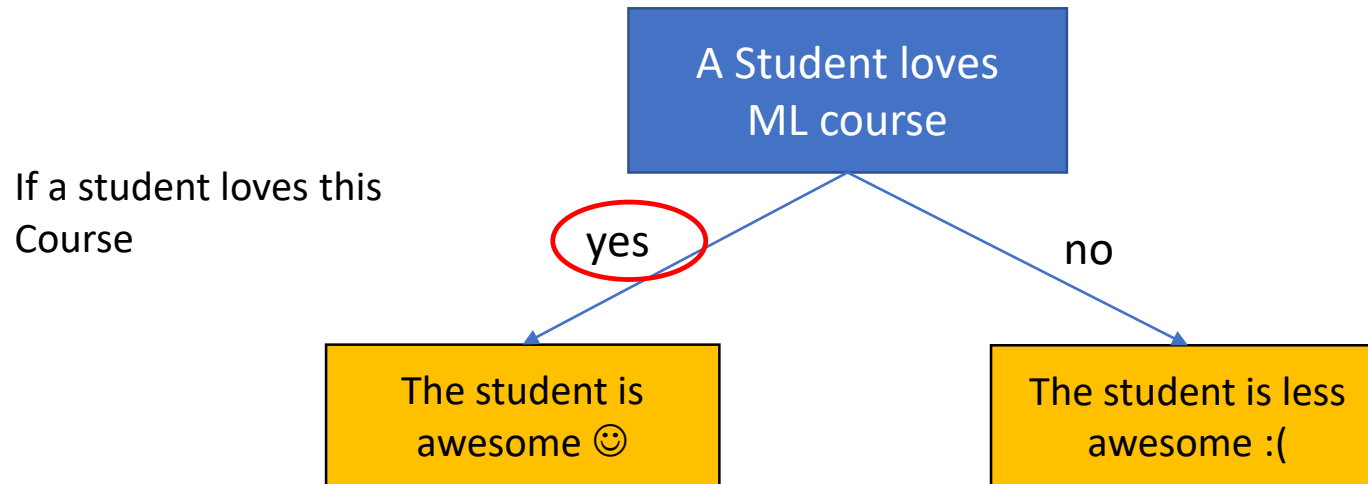 A Student loves
ML course
If a student loves this
Course
yes
no
The student is
awesome ☺
The student is less
awesome :(